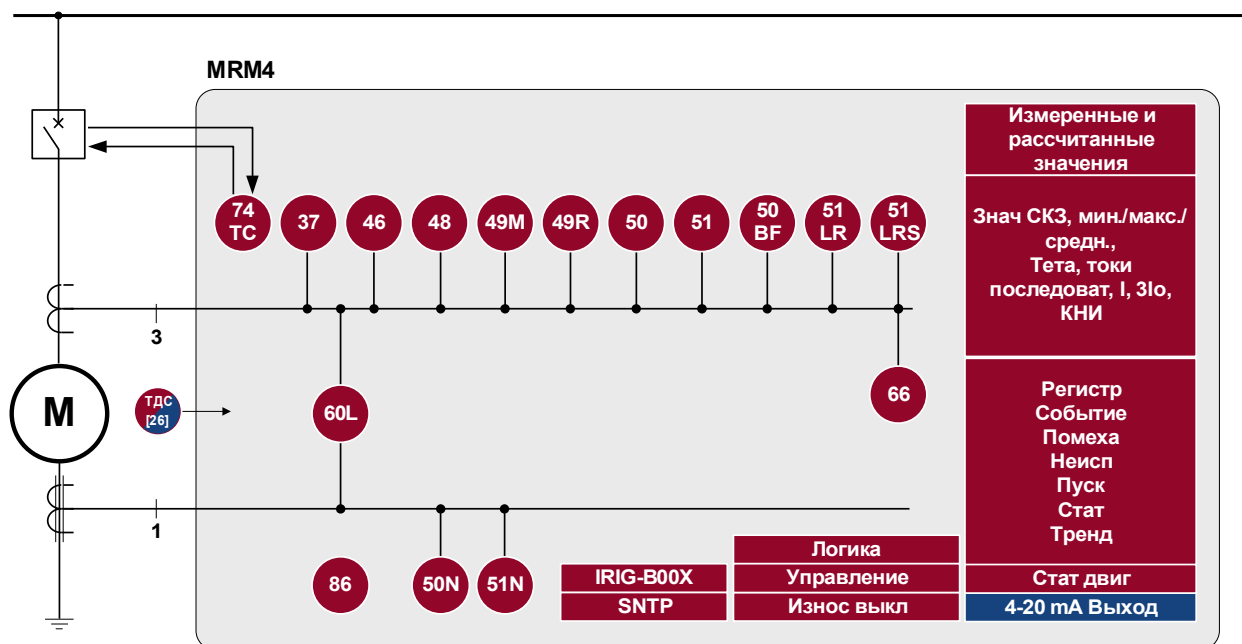 MRM4
Измеренные и
рассчитанные
значения
74
TC
37
46
48
49M
49R
50
51
50
BF
51
LR
51
LRS
Знач СКЗ, мин./макс./
средн.,
Тета, токи
последоват, I, 3Io,
КНИ
3
M
ТДС
[26]
60L
66
Регистр
Событие
Помеха
Неисп
Пуск
Стат
Тренд
1
86
50N
51N
Логика
IRIG-B00X
Управление
Стат двиг
SNTP
Износ выкл
4-20 mA Выход